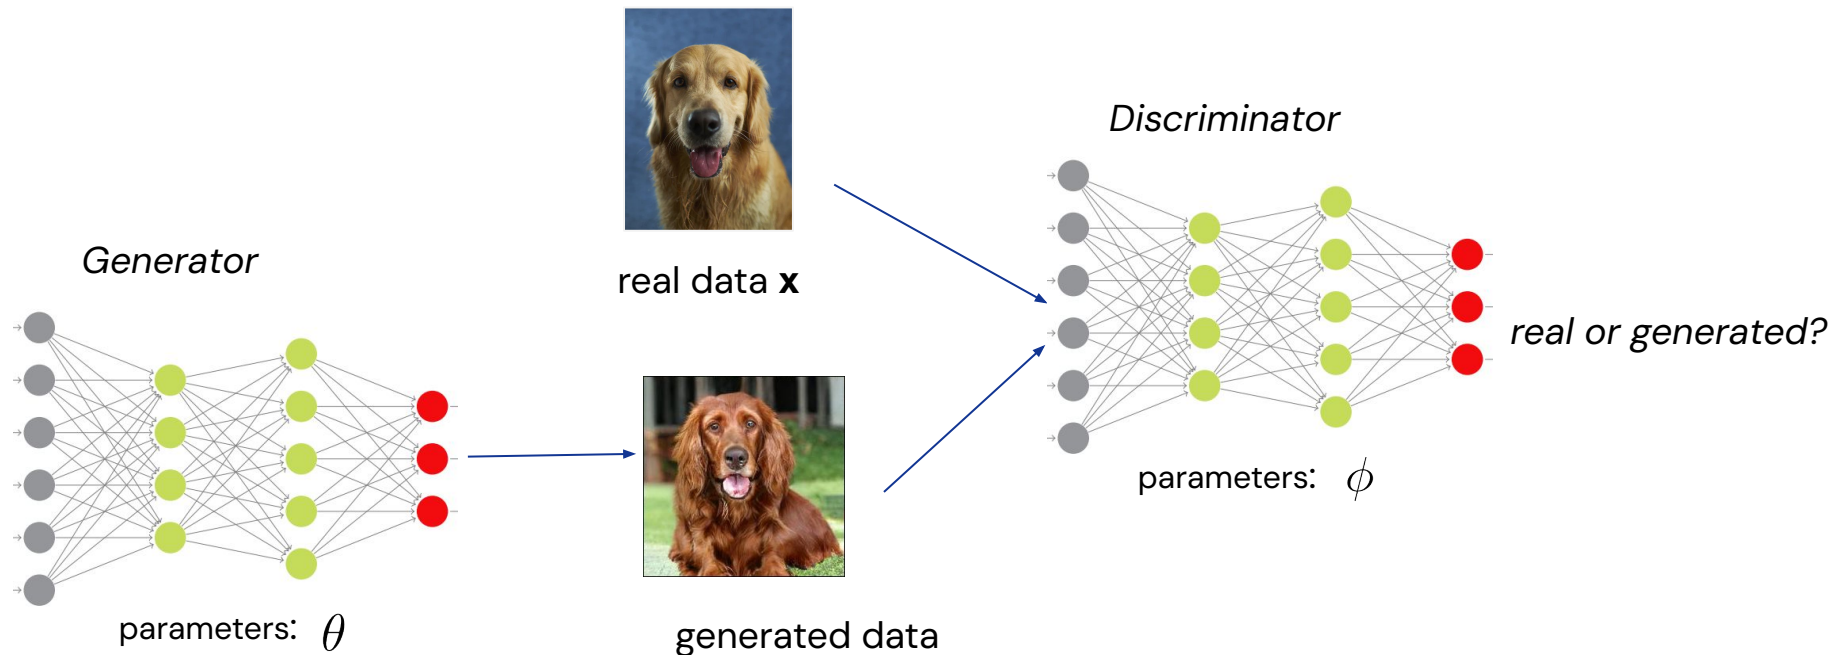 Generator
parameters: θ
real data x
generated data
Discriminator
parameters: ϕ
real or generated?